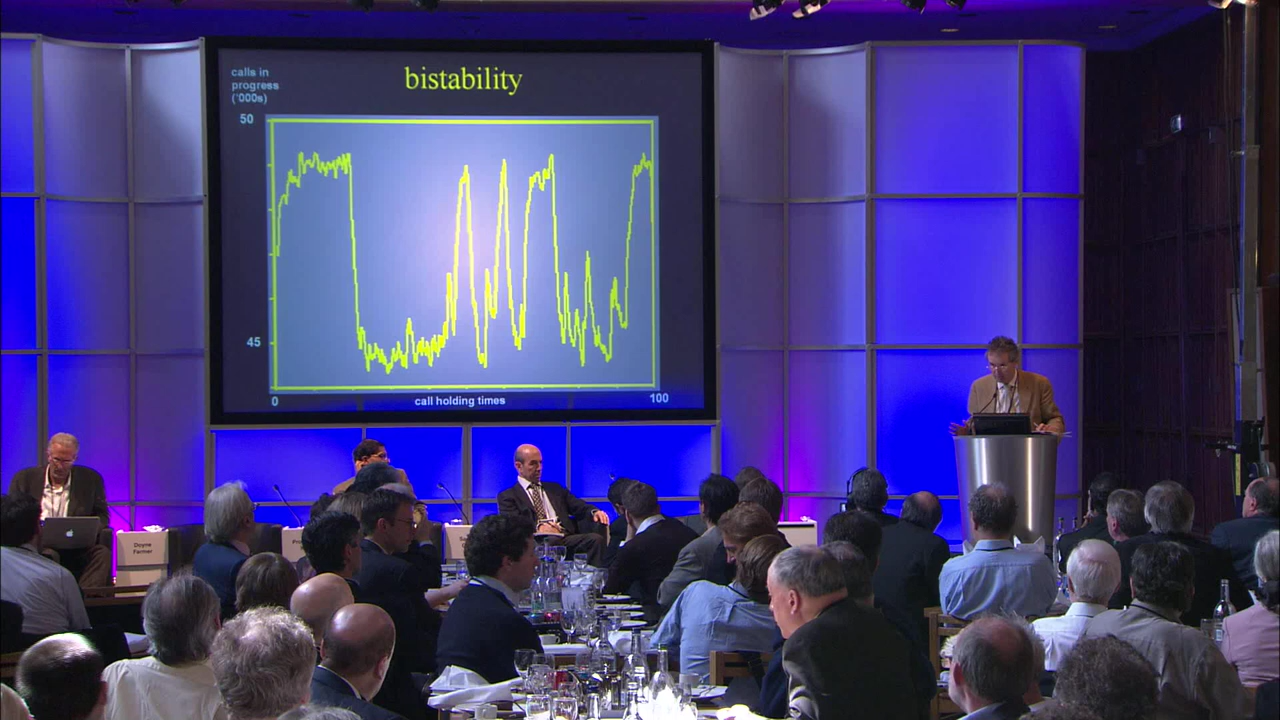 bistability
calls in
progress
('000s)
50
45
0
call holding times
100
Doyne
Farmer